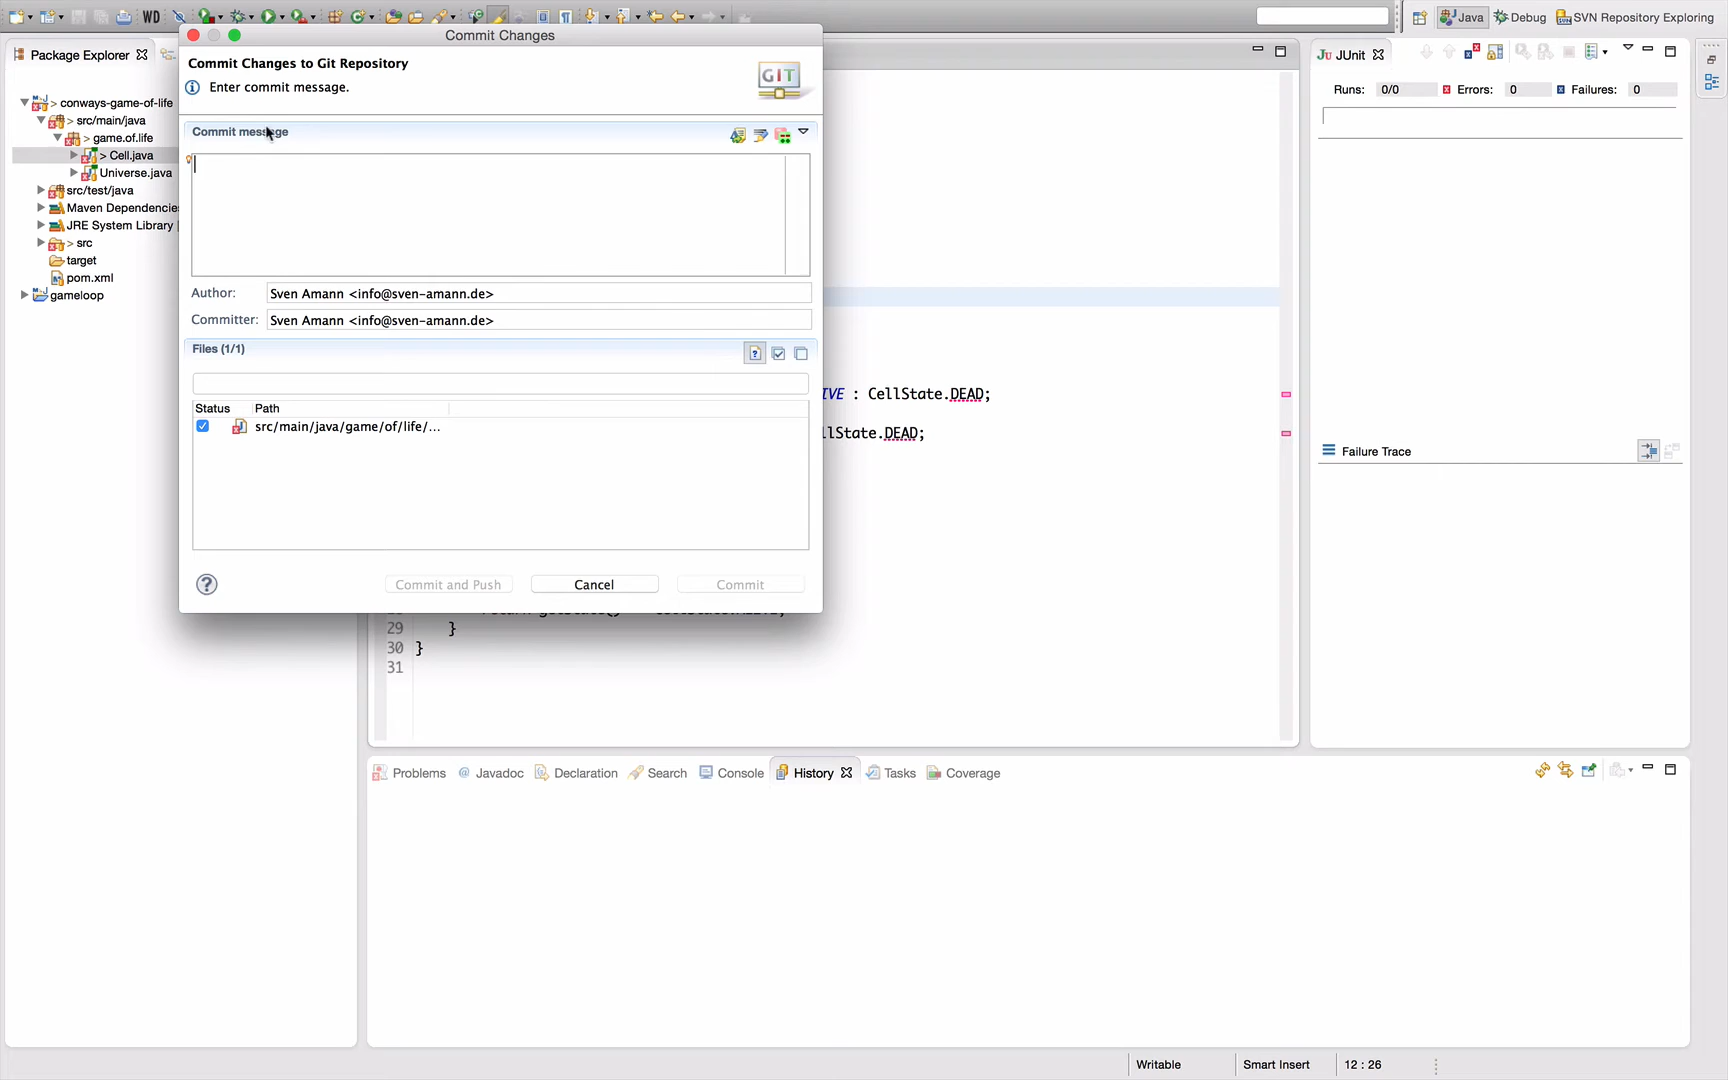 WD
Java
Debug
SVN Repository Exploring
Commit Changes
Package Explorer
> conways-game-of-life
> src/main/java
> game.of.life
> Cell.java
Universe.java
src/test/java
Maven Dependencie
JRE System Library
> src
target
pom.xml
gameloop
Commit Changes to Git Repository
Enter commit message.
GIT
Commit message
Author:
Sven Amann <info@sven-amann.de>
Committer:
Sven Amann <info@sven-amann.de>
Files (1/1)
Status
Path
src/main/java/game/of/life/...
?
Commit and Push
Cancel
Commit
IVE : CellState.DEAD;
llState.DEAD;
29 }
30 }
31
JU JUnit
Runs: 0/0
Errors: 0
Failures: 0
Failure Trace
Problems
@ Javadoc
Declaration
Search
Console
History
Tasks
Coverage
Writable
Smart Insert
12 : 26